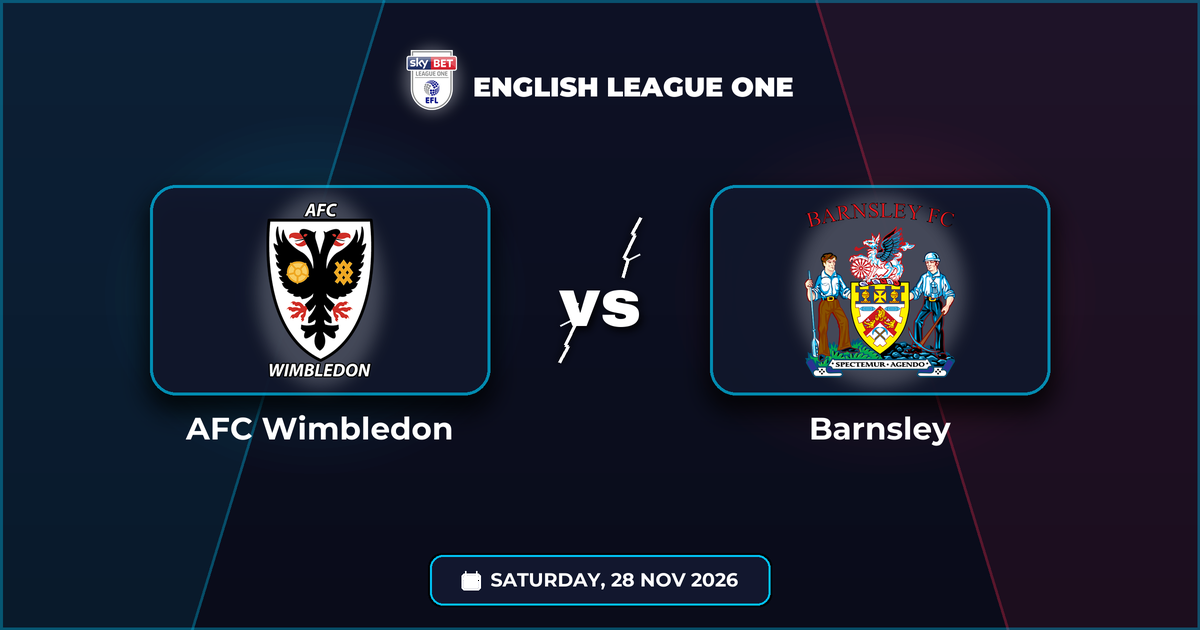 sky BET
LEAGUE ONE
EFL
ENGLISH LEAGUE ONE
AFC
WIMBLEDON
BARNSLEY FC
SPECTEMUR · AGENDO
vs
AFC Wimbledon
Barnsley
SATURDAY, 28 NOV 2026